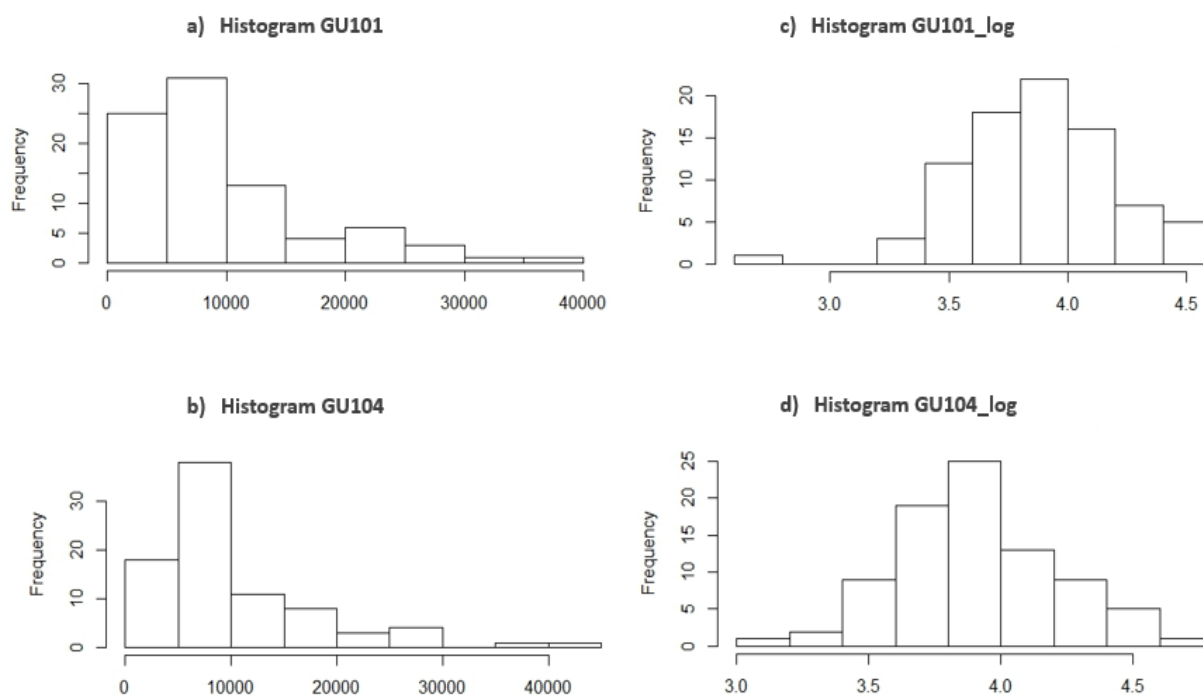 a) Histogram GU101
Frequency
0
5
10
20
30
0 10000 20000 30000 40000
c) Histogram GU101_log
Frequency
0
5
10
15
20
3.0 3.5 4.0 4.5
b) Histogram GU104
Frequency
0
10
20
30
0 10000 20000 30000 40000
d) Histogram GU104_log
Frequency
0
5
10
15
20
25
3.0 3.5 4.0 4.5